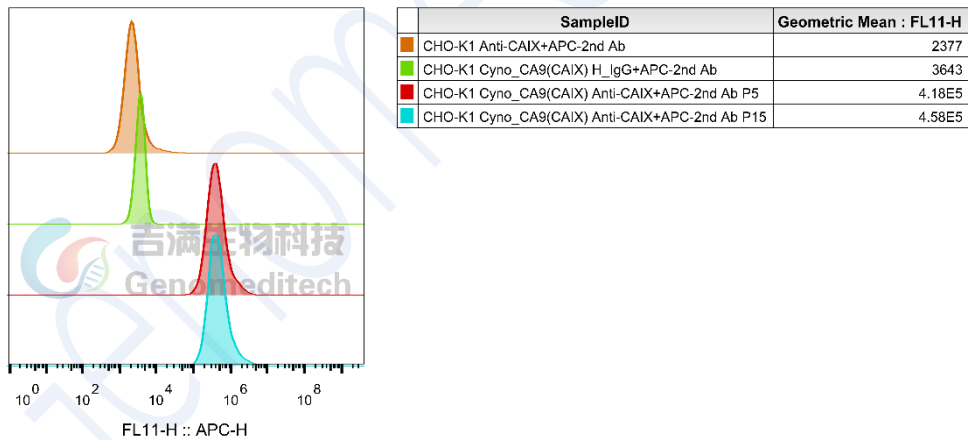 SampleID Geometric Mean : FL11-H
CHO-K1 Anti-CAIX+APC-2nd Ab 2377
CHO-K1 Cyno_CA9(CAIX) H_IgG+APC-2nd Ab 3643
CHO-K1 Cyno_CA9(CAIX) Anti-CAIX+APC-2nd Ab P5 4.18E5
CHO-K1 Cyno_CA9(CAIX) Anti-CAIX+APC-2nd Ab P15 4.58E5
吉满生物科技
Genomeditech
10^0 10^2 10^4 10^6 10^8
FL11-H :: APC-H